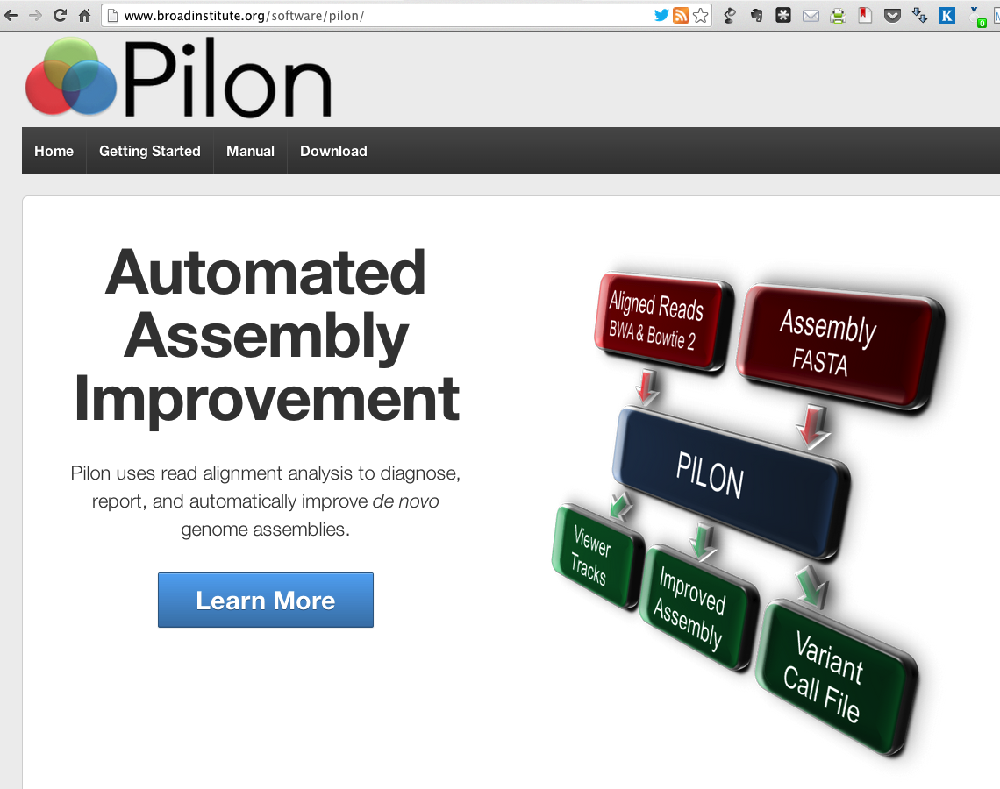 www.broadinstitute.org/software/pilon/
K
0
Pilon
Home Getting Started Manual Download
Automated
Assembly
Improvement
Pilon uses read alignment analysis to diagnose,
report, and automatically improve de novo
genome assemblies.
Learn More
Aligned Reads
BWA & Bowtie 2
Assembly
FASTA
PILON
Viewer
Tracks
Improved
Assembly
Variant
Call File